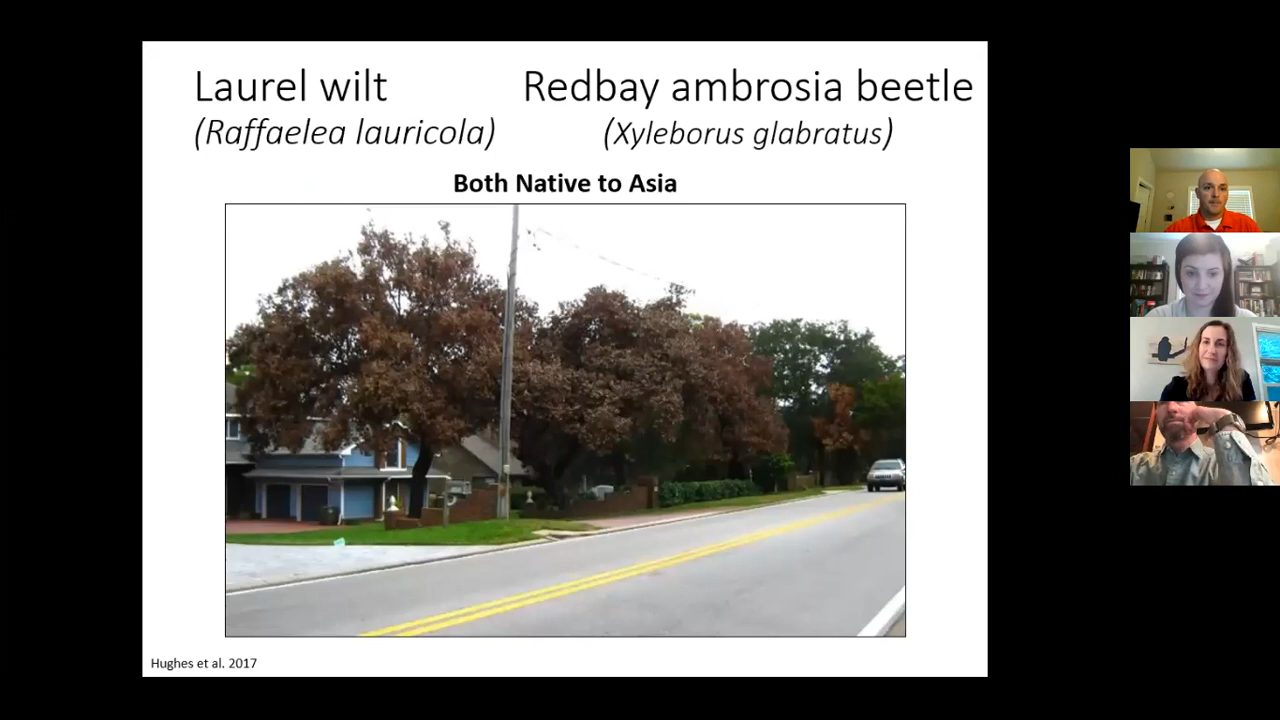 Laurel wilt
(Raffaelea lauricola)
Redbay ambrosia beetle
(Xyleborus glabratus)
Both Native to Asia
Hughes et al. 2017